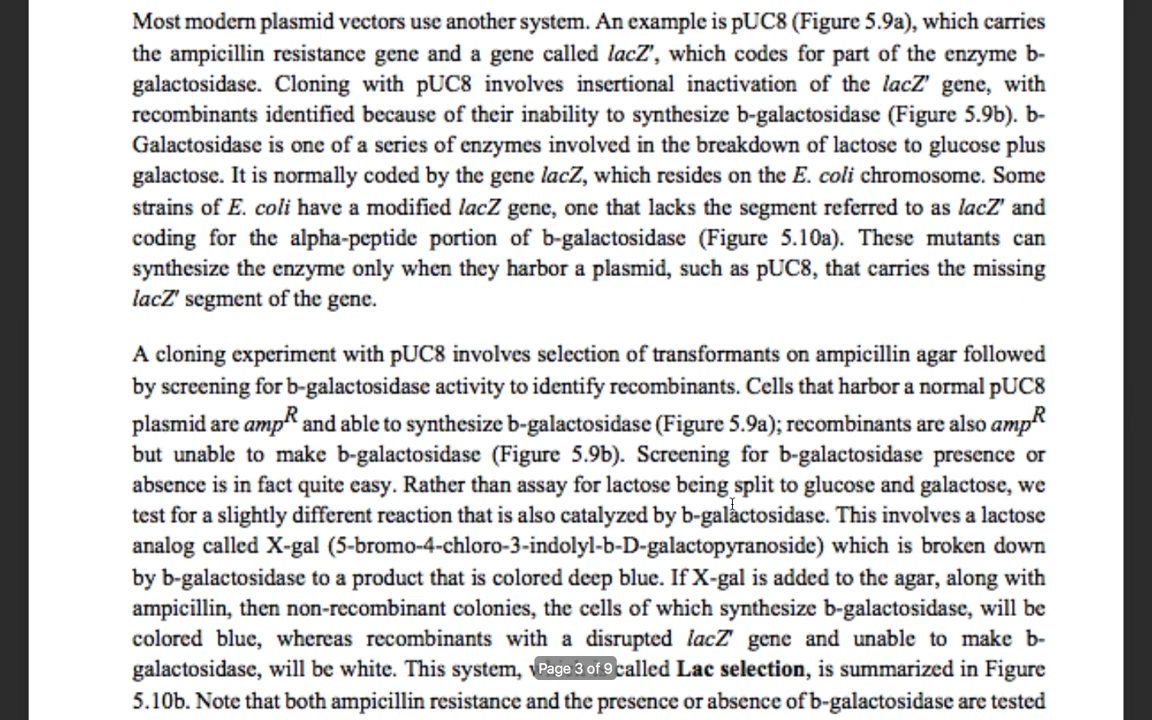 Most modern plasmid vectors use another system. An example is pUC8 (Figure 5.9a), which carries
the ampicillin resistance gene and a gene called lacZ', which codes for part of the enzyme b-
galactosidase. Cloning with pUC8 involves insertional inactivation of the lacZ' gene, with
recombinants identified because of their inability to synthesize b-galactosidase (Figure 5.9b). b-
Galactosidase is one of a series of enzymes involved in the breakdown of lactose to glucose plus
galactose. It is normally coded by the gene lacZ, which resides on the E. coli chromosome. Some
strains of E. coli have a modified lacZ gene, one that lacks the segment referred to as lacZ' and
coding for the alpha-peptide portion of b-galactosidase (Figure 5.10a). These mutants can
synthesize the enzyme only when they harbor a plasmid, such as pUC8, that carries the missing
lacZ' segment of the gene.
A cloning experiment with pUC8 involves selection of transformants on ampicillin agar followed
by screening for b-galactosidase activity to identify recombinants. Cells that harbor a normal pUC8
plasmid are ampR and able to synthesize b-galactosidase (Figure 5.9a); recombinants are also ampR
but unable to make b-galactosidase (Figure 5.9b). Screening for b-galactosidase presence or
absence is in fact quite easy. Rather than assay for lactose being split to glucose and galactose, we
test for a slightly different reaction that is also catalyzed by b-galactosidase. This involves a lactose
analog called X-gal (5-bromo-4-chloro-3-indolyl-b-D-galactopyranoside) which is broken down
by b-galactosidase to a product that is colored deep blue. If X-gal is added to the agar, along with
ampicillin, then non-recombinant colonies, the cells of which synthesize b-galactosidase, will be
colored blue, whereas recombinants with a disrupted lacZ' gene and unable to make b-
galactosidase, will be white. This system, called Lac selection, is summarized in Figure
Page 3 of 9
5.10b. Note that both ampicillin resistance and the presence or absence of b-galactosidase are tested